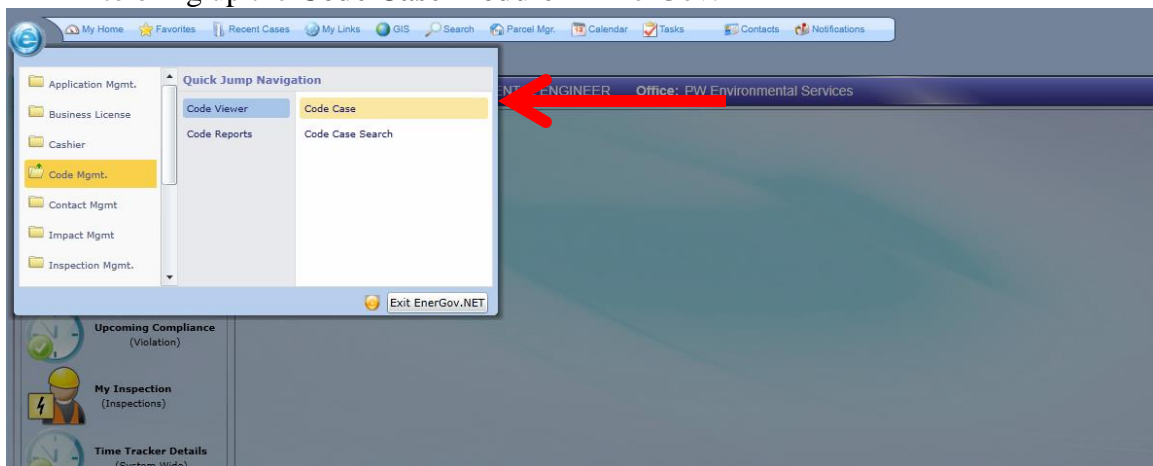 My Home Favorites Recent Cases My Links GIS Search Parcel Mgr. Calendar Tasks Contacts Notifications
ENGINEER Office: PW Environmental Services
Quick Jump Navigation
Application Mgmt.
Business License
Cashier
Code Mgmt.
Contact Mgmt
Impact Mgmt
Inspection Mgmt.
Code Viewer
Code Reports
Code Case
Code Case Search
Exit EnerGov.NET
Upcoming Compliance
(Violation)
My Inspection
(Inspections)
Time Tracker Details
(System Wide)